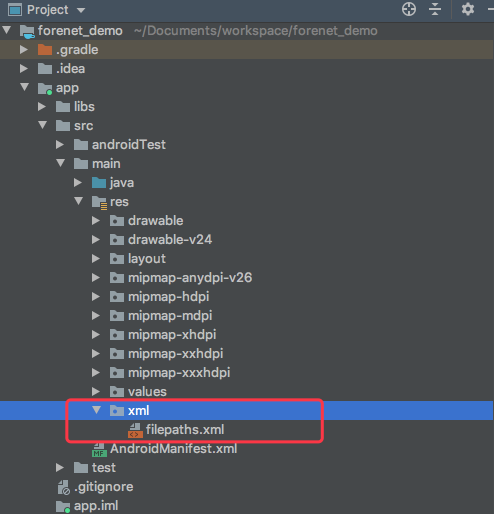 Project
forenet_demo ~/Documents/workspace/forenet_demo
.gradle
.idea
app
libs
src
androidTest
main
java
res
drawable
drawable-v24
layout
mipmap-anydpi-v26
mipmap-hdpi
mipmap-mdpi
mipmap-xhdpi
mipmap-xxhdpi
mipmap-xxxhdpi
values
xml
filepaths.xml
MF AndroidManifest.xml
test
.gitignore
app.iml